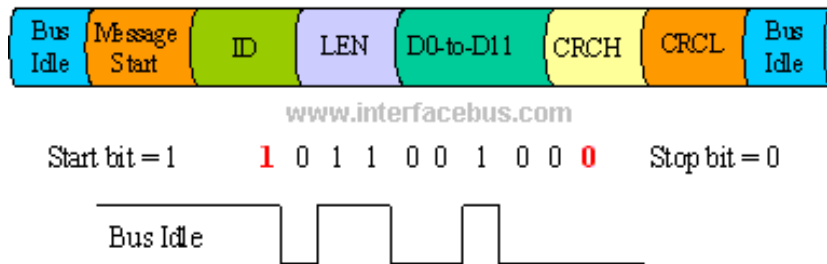 Bus Idle Message Start ID LEN D0-to-D11 CRCH CRCL Bus Idle
www.interfacebus.com
Start bit = 1 1 0 1 1 0 0 1 0 0 0 Stop bit = 0
Bus Idle